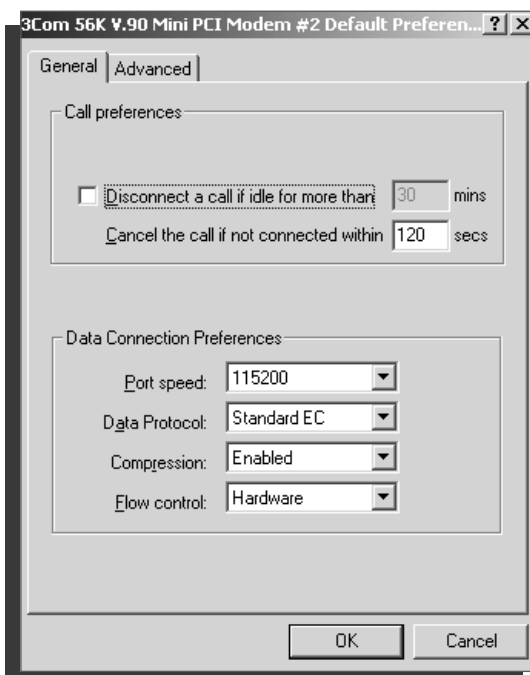 3Com 56K V.90 Mini PCI Modem #2 Default Preferen... ? X
General Advanced
Call preferences
Disconnect a call if idle for more than 30 mins
Cancel the call if not connected within 120 secs
Data Connection Preferences
Port speed: 115200
Data Protocol: Standard EC
Compression: Enabled
Flow control: Hardware
OK Cancel